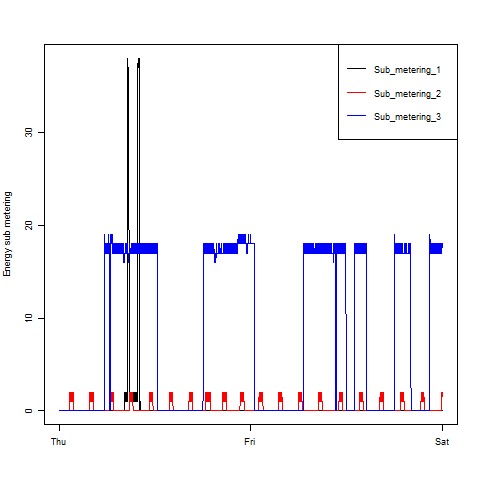 Sub_metering_1
Sub_metering_2
Sub_metering_3
Energy sub metering
30
20
10
0
Thu
Fri
Sat